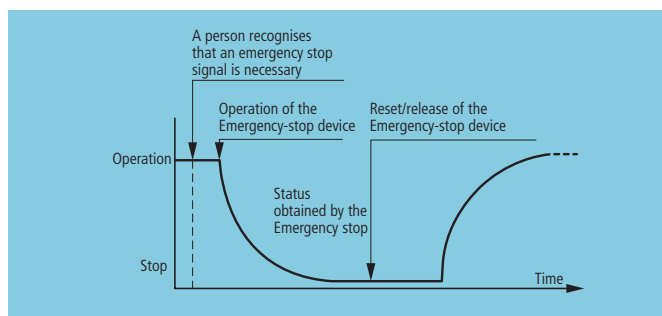 A person recognises
that an emergency stop
signal is necessary
Operation of the
Emergency-stop device
Reset/release of the
Emergency-stop device
Operation
Status
obtained by the
Emergency stop
Stop
Time